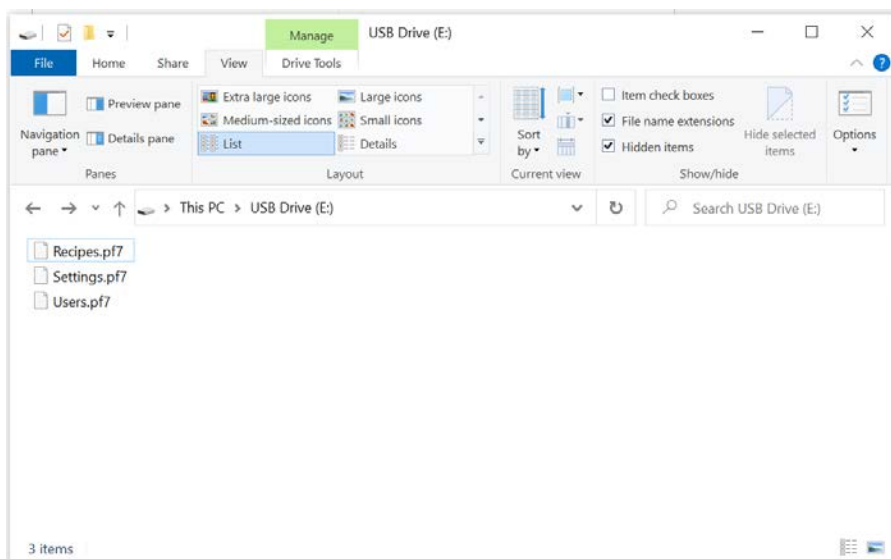 Manage
USB Drive (E:)
File
Home
Share
View
Drive Tools
Navigation pane
Preview pane
Details pane
Panes
Extra large icons
Large icons
Medium-sized icons
Small icons
List
Details
Layout
Sort by
Current view
Item check boxes
File name extensions
Hidden items
Hide selected items
Show/hide
Options
This PC > USB Drive (E:)
Search USB Drive (E:)
Recipes.pf7
Settings.pf7
Users.pf7
3 items